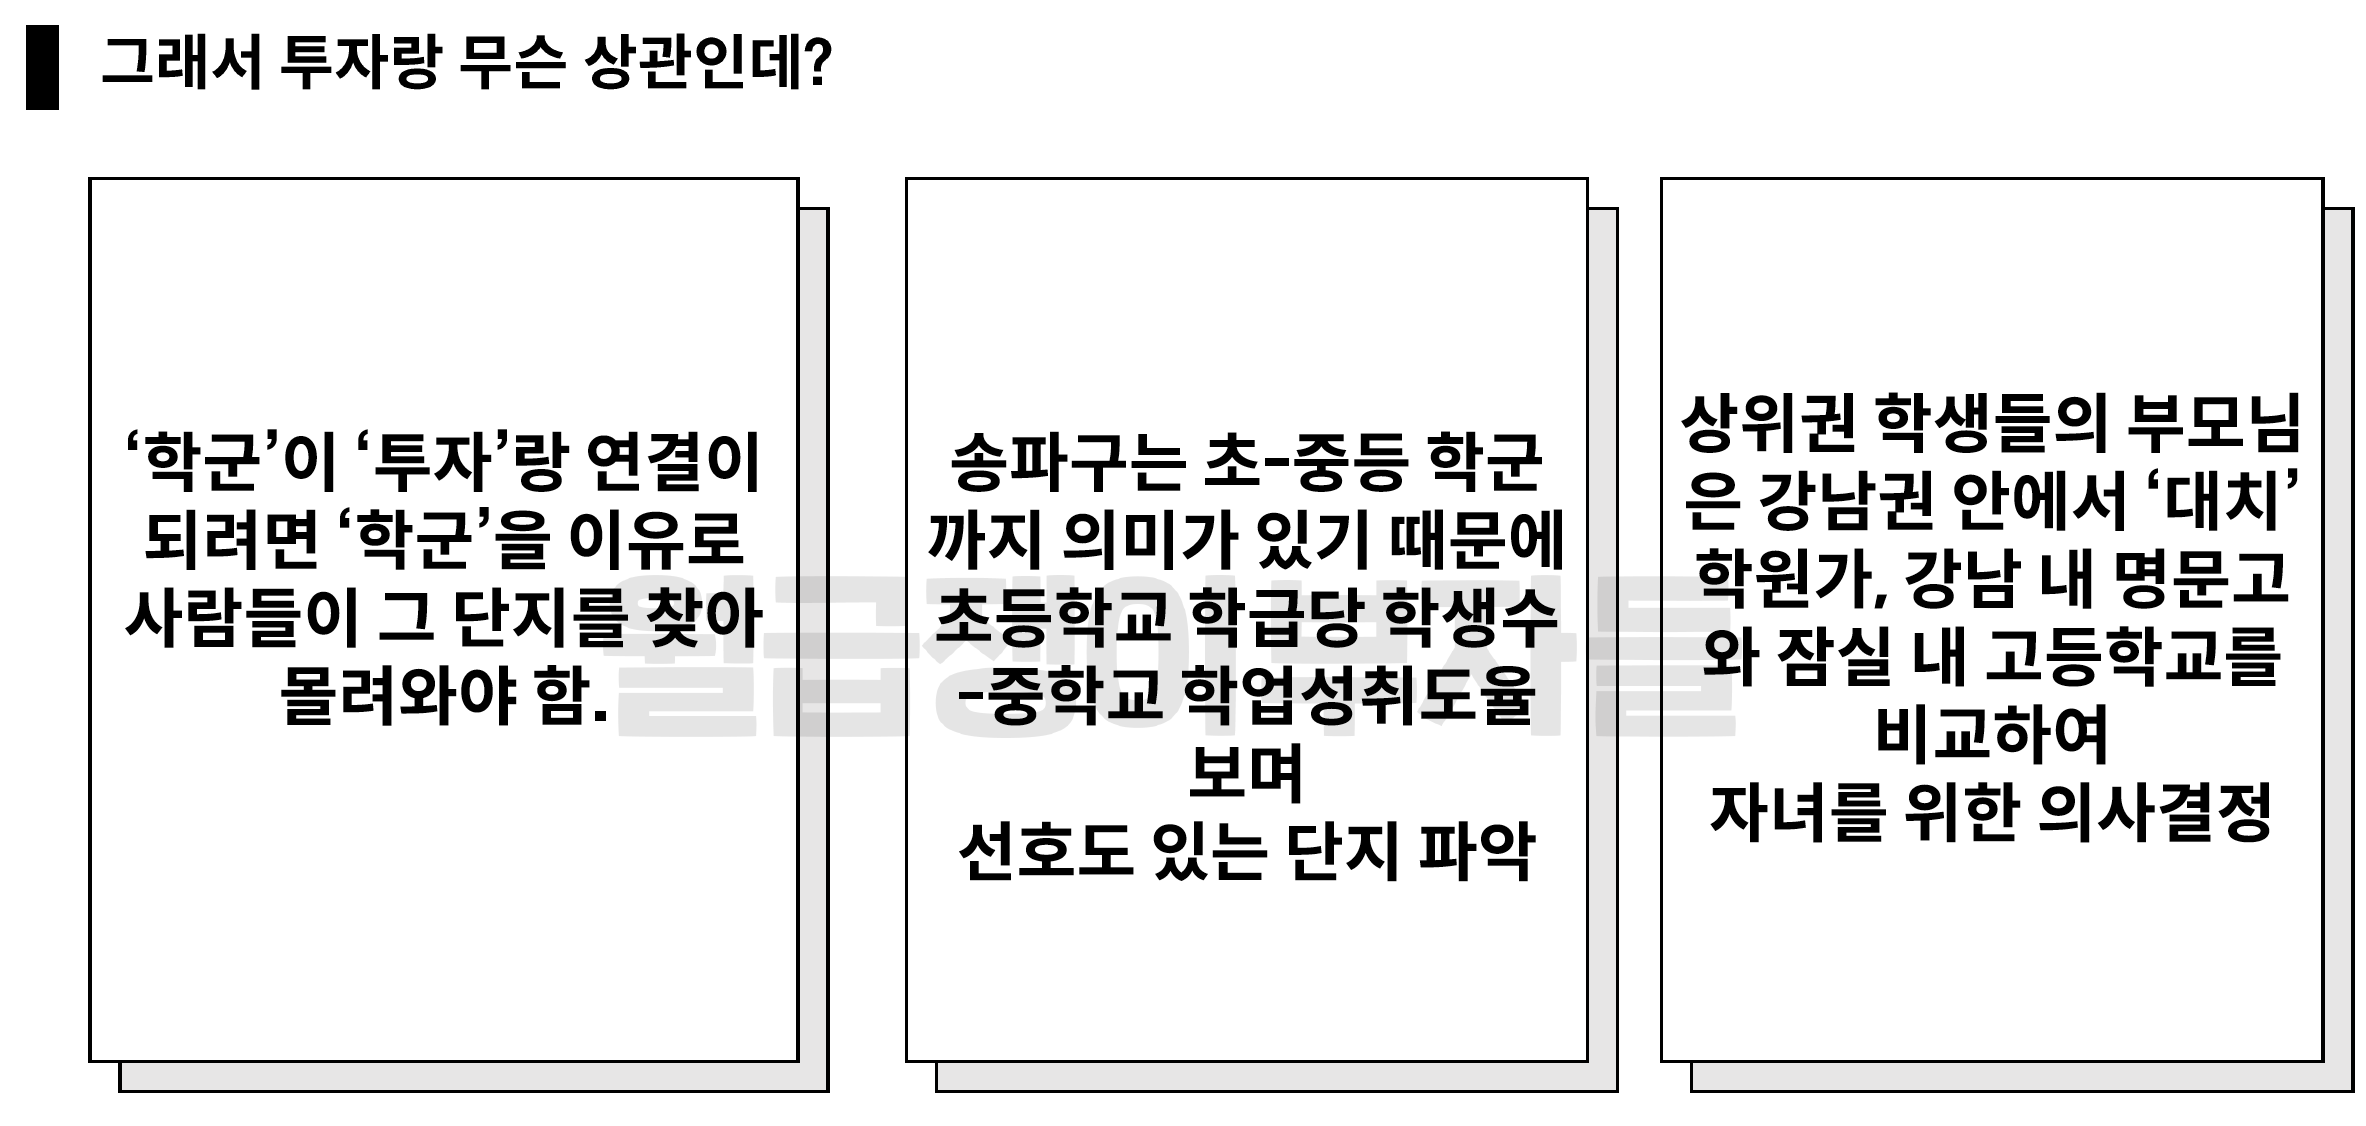 그래서 투자랑 무슨 상관인데?
‘학군’이 ‘투자’랑 연결이
되려면 ‘학군’을 이유로
사람들이 그 단지를 찾아
몰려와야 함.
송파구는 초-중등 학군
까지 의미가 있기 때문에
초등학교 학급당 학생수
-중학교 학업성취도율
보며
선호도 있는 단지 파악
상위권 학생들의 부모님
은 강남권 안에서 ‘대치’
학원가, 강남 내 명문고
와 잠실 내 고등학교를
비교하여
자녀를 위한 의사결정
월급쟁이부자들